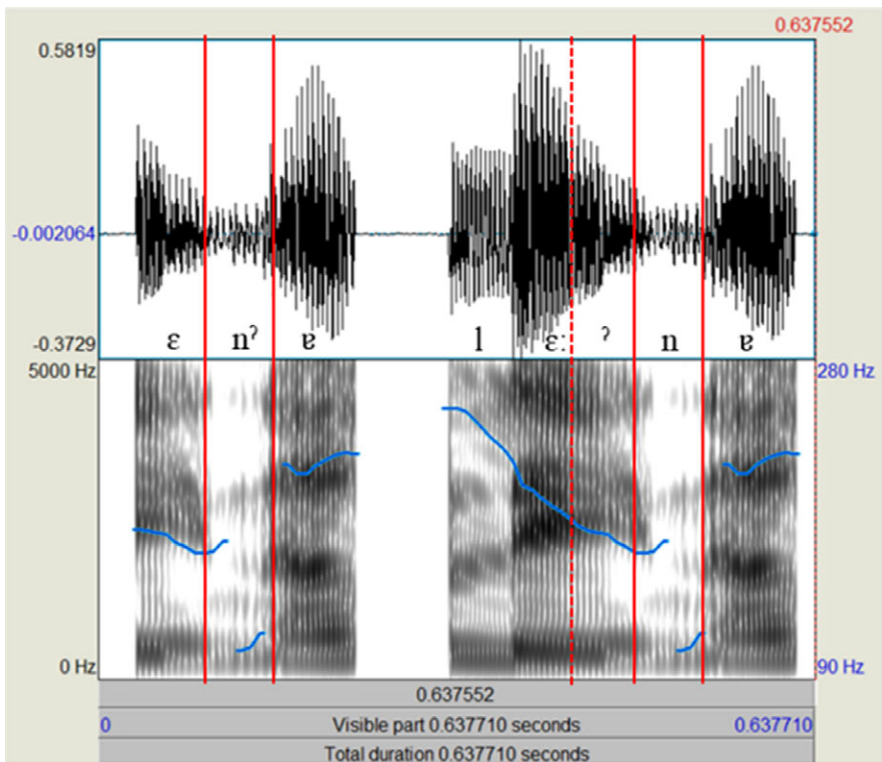 0.637552
0.5819
-0.002064
-0.3729
ɛ nˀ ɐ l ɛː ˀ n ɐ
5000 Hz 280 Hz
0 Hz 90 Hz
0.637552
0 Visible part 0.637710 seconds 0.637710
Total duration 0.637710 seconds